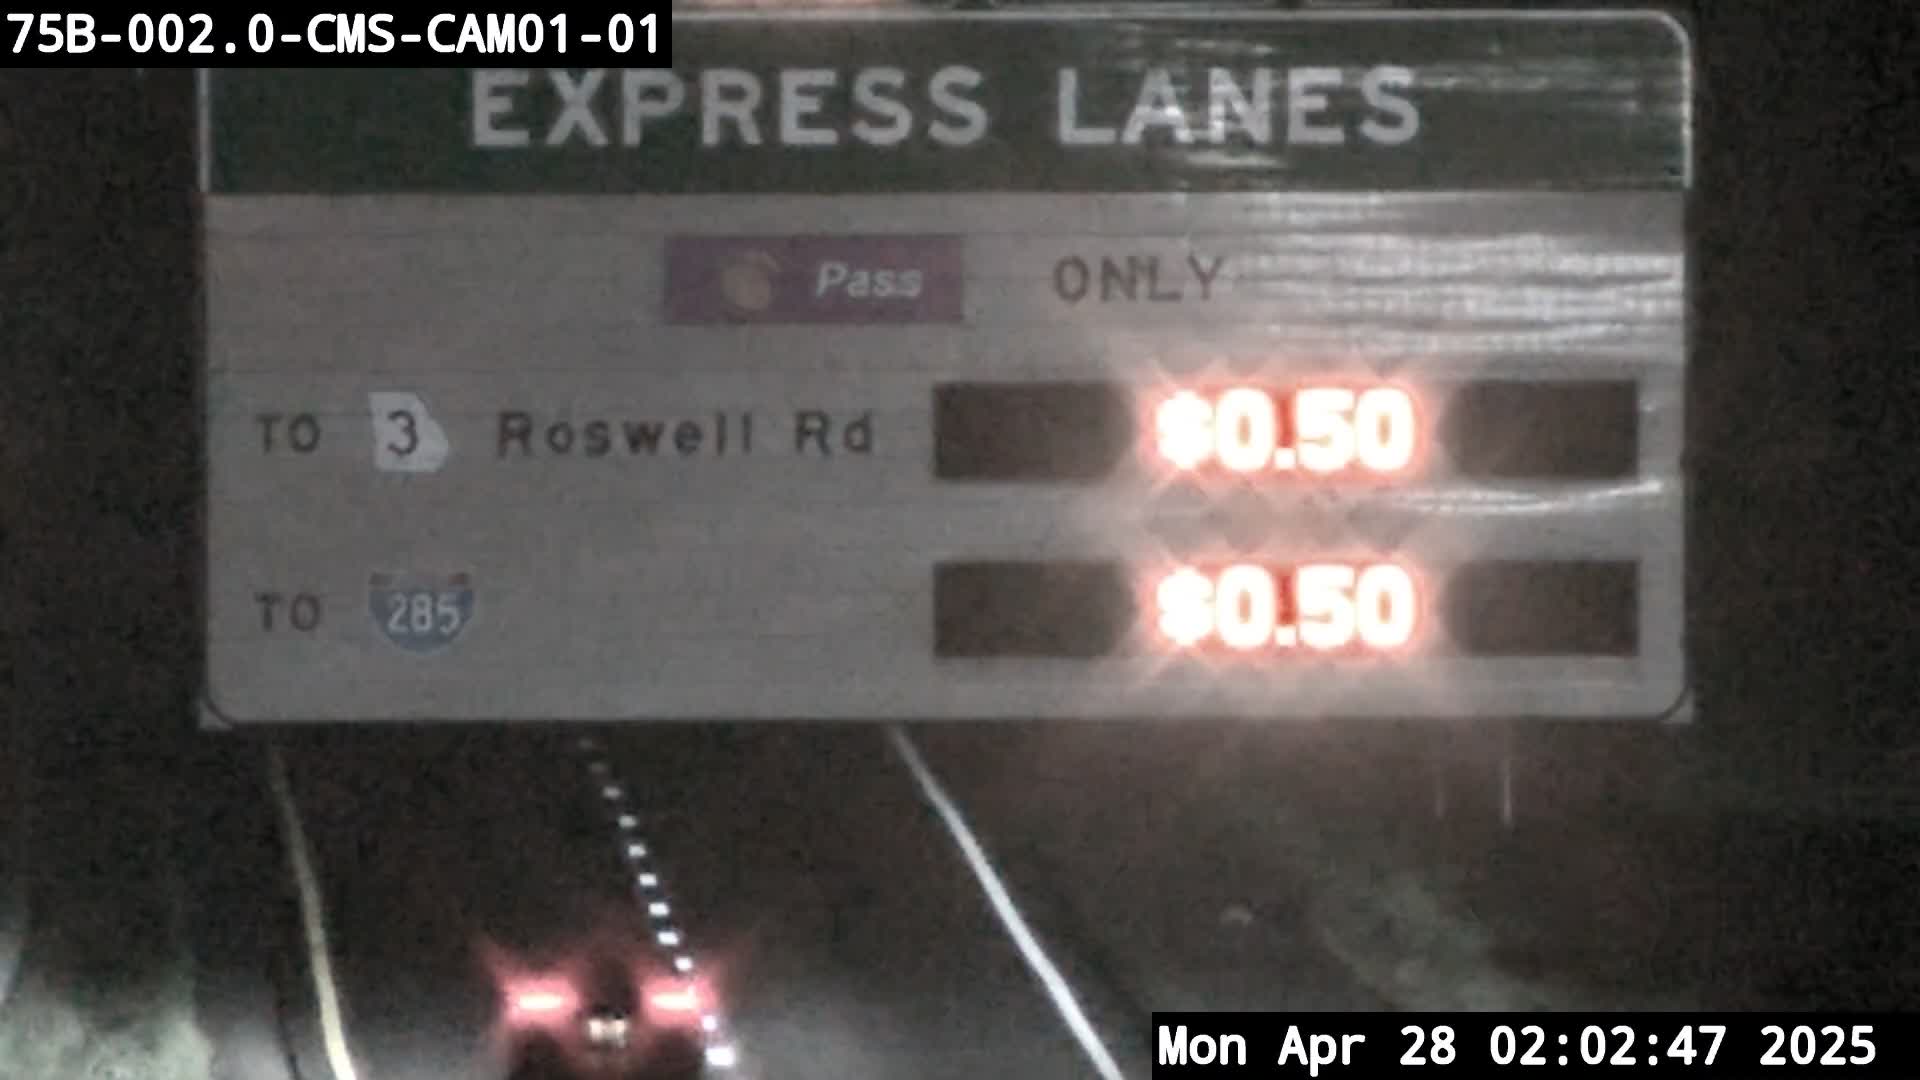 75B-002.0-CMS-CAM01-01
EXPRESS LANES
Pass ONLY
TO 3 Roswell Rd $0.50
TO 285 $0.50
Mon Apr 28 02:02:47 2025